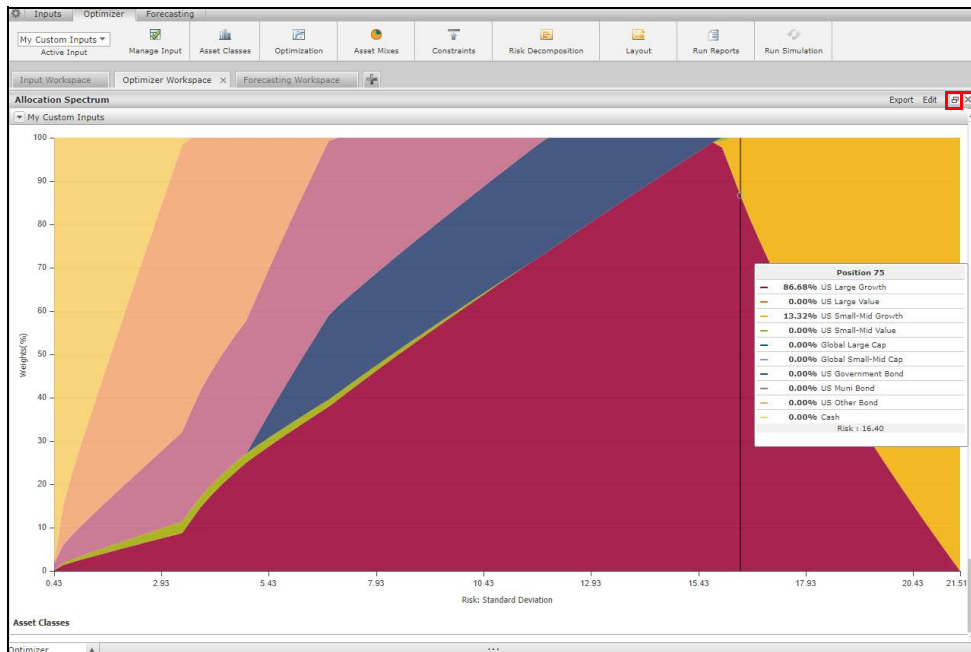 Inputs Optimizer Forecasting
My Custom Inputs
Active Input
Manage Input Asset Classes Optimization Asset Mixes Constraints Risk Decomposition Layout Run Reports Run Simulation
Input Workspace Optimizer Workspace × Forecasting Workspace
Allocation Spectrum Export Edit
My Custom Inputs
100
90
80
70
60
50
40
30
20
10
0
Weights(%)
Position 75
86.68% US Large Growth
0.00% US Large Value
13.32% US Small-Mid Growth
0.00% US Small-Mid Value
0.00% Global Large Cap
0.00% Global Small-Mid Cap
0.00% US Government Bond
0.00% US Muni Bond
0.00% US Other Bond
0.00% Cash
Risk : 16.40
0.43 2.93 5.43 7.93 10.43 12.93 15.43 17.93 20.43 21.51
Risk: Standard Deviation
Asset Classes
Optimizer